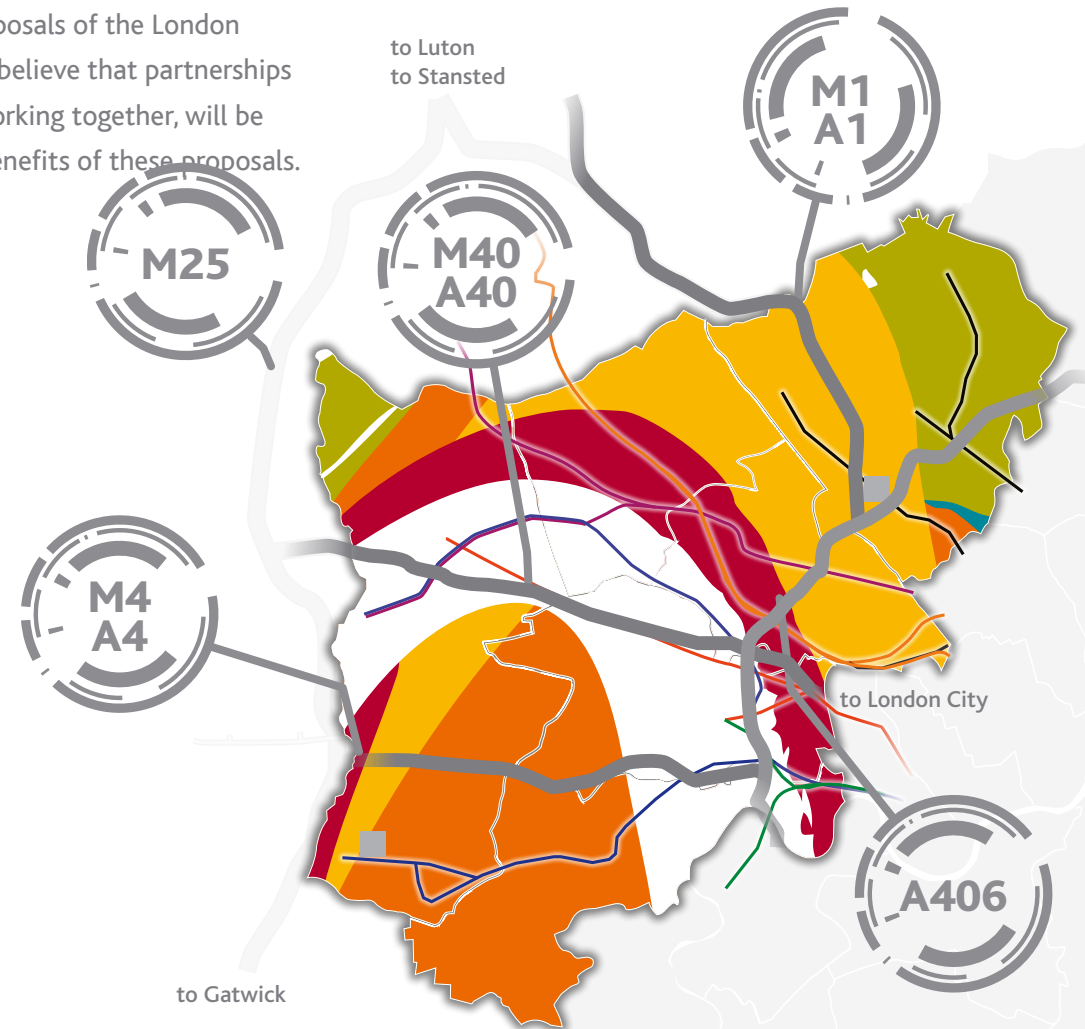 posals of the London
believe that partnerships
orking together, will be
enefits of these proposals.
to Luton
to Stansted
M1
A1
M25
M40
A40
M4
A4
to London City
A406
to Gatwick